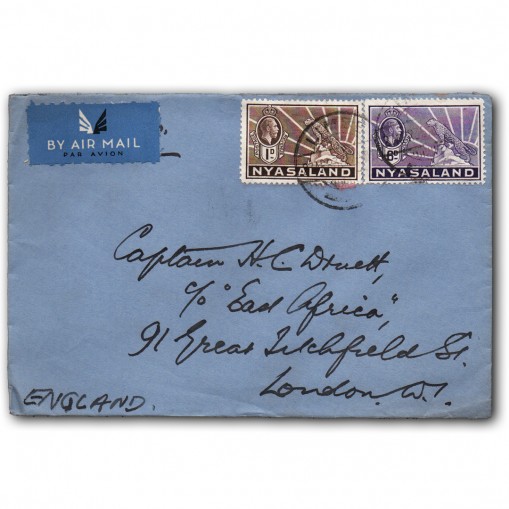 BY AIR MAIL
PAR AVION
1D
NYASALAND
6D
NYASALAND
Captain H. C. Druett,
c/o "East Africa",
91 Great Titchfield St.
London. W.1.
ENGLAND.